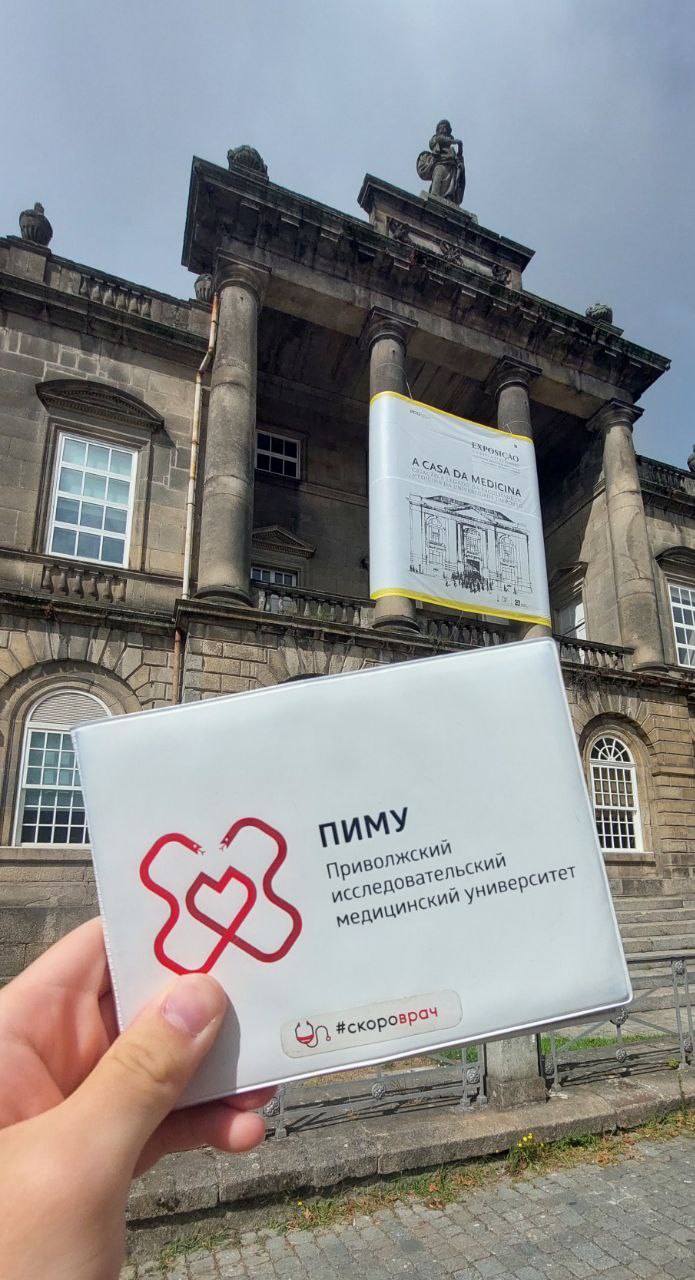 EXPOSIÇÃO
A CASA DA MEDICINA
ПИМУ
Приволжский
исследовательский
медицинский университет
#скороврач